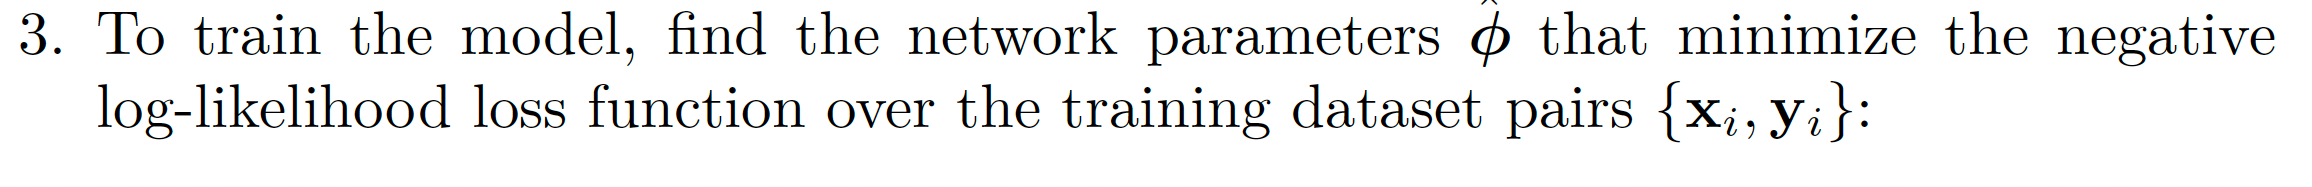 3. To train the model, find the network parameters ϕ̂ that minimize the negative
log-likelihood loss function over the training dataset pairs {xᵢ, yᵢ}: